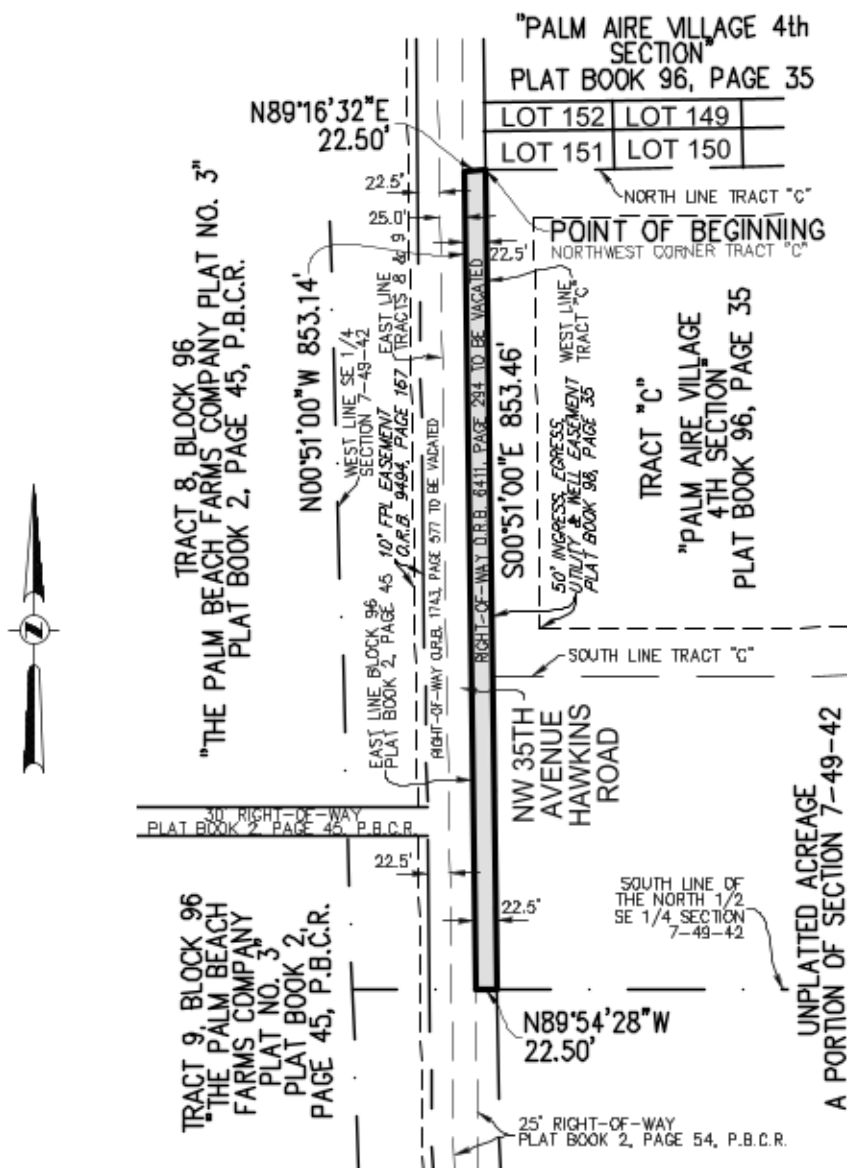 "PALM AIRE VILLAGE 4th
SECTION"
PLAT BOOK 96, PAGE 35
LOT 152
LOT 149
LOT 151
LOT 150
N89°16'32"E
22.50'
NORTH LINE TRACT "C"
POINT OF BEGINNING
NORTHWEST CORNER TRACT "C"
22.5'
25.0'
22.5'
TRACT 8, BLOCK 96
"THE PALM BEACH FARMS COMPANY PLAT NO. 3"
PLAT BOOK 2, PAGE 45, P.B.C.R.
N00°51'00"W 853.14'
WEST LINE SE 1/4
SECTION 7-49-42
EAST LINE
TRACTS 8 & 9
10' FPL EASEMENT
O.R.B. 9494, PAGE 167
EAST LINE BLOCK 96
PLAT BOOK 2, PAGE 45
RIGHT-OF-WAY O.R.B. 1743, PAGE 577 TO BE VACATED
RIGHT-OF-WAY O.R.B. 6411, PAGE 294 TO BE VACATED
S00°51'00"E 853.46'
WEST LINE
TRACT "C"
50' INGRESS, EGRESS,
UTILITY & WELL EASEMENT
PLAT BOOK 96, PAGE 35
TRACT "C"
"PALM AIRE VILLAGE
4TH SECTION"
PLAT BOOK 96, PAGE 35
Z
SOUTH LINE TRACT "C"
NW 35TH
AVENUE
HAWKINS
ROAD
30' RIGHT-OF-WAY
PLAT BOOK 2, PAGE 45, P.B.C.R.
22.5'
22.5'
SOUTH LINE OF
THE NORTH 1/2
SE 1/4 SECTION
7-49-42
UNPLATTED ACREAGE
A PORTION OF SECTION 7-49-42
TRACT 9, BLOCK 96
"THE PALM BEACH
FARMS COMPANY
PLAT NO. 3"
PLAT BOOK 2,
PAGE 45, P.B.C.R.
N89°54'28"W
22.50'
25' RIGHT-OF-WAY
PLAT BOOK 2, PAGE 54, P.B.C.R.